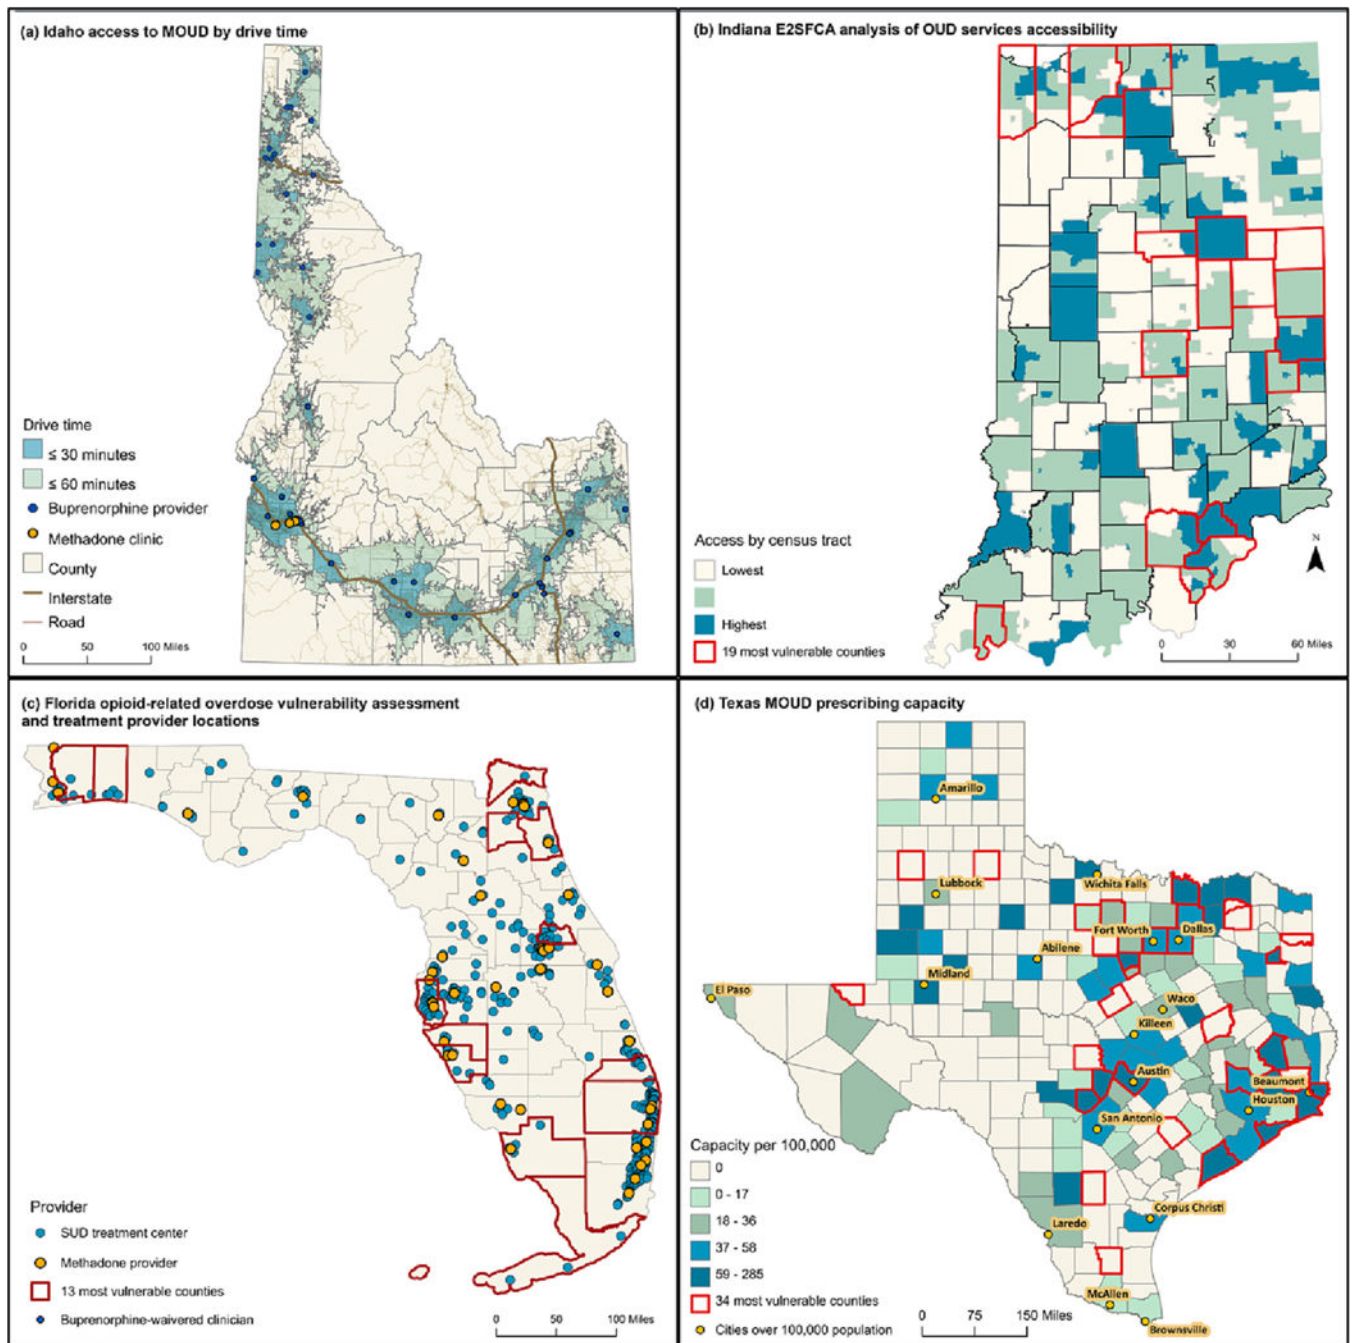 (a) Idaho access to MOUD by drive time
Drive time
≤ 30 minutes
≤ 60 minutes
Buprenorphine provider
Methadone clinic
County
Interstate
Road
0 50 100 Miles
(b) Indiana E2SFCA analysis of OUD services accessibility
Access by census tract
Lowest
Highest
19 most vulnerable counties
N
0 30 60 Miles
(c) Florida opioid-related overdose vulnerability assessment
and treatment provider locations
Provider
SUD treatment center
Methadone provider
13 most vulnerable counties
Buprenorphine-waivered clinician
0 50 100 Miles
(d) Texas MOUD prescribing capacity
Amarillo
Lubbock
Wichita Falls
Fort Worth
Dallas
Abilene
Midland
El Paso
Waco
Killeen
Austin
Beaumont
Houston
San Antonio
Corpus Christi
Laredo
McAllen
Brownsville
Capacity per 100,000
0
0 - 17
18 - 36
37 - 58
59 - 285
34 most vulnerable counties
Cities over 100,000 population
0 75 150 Miles